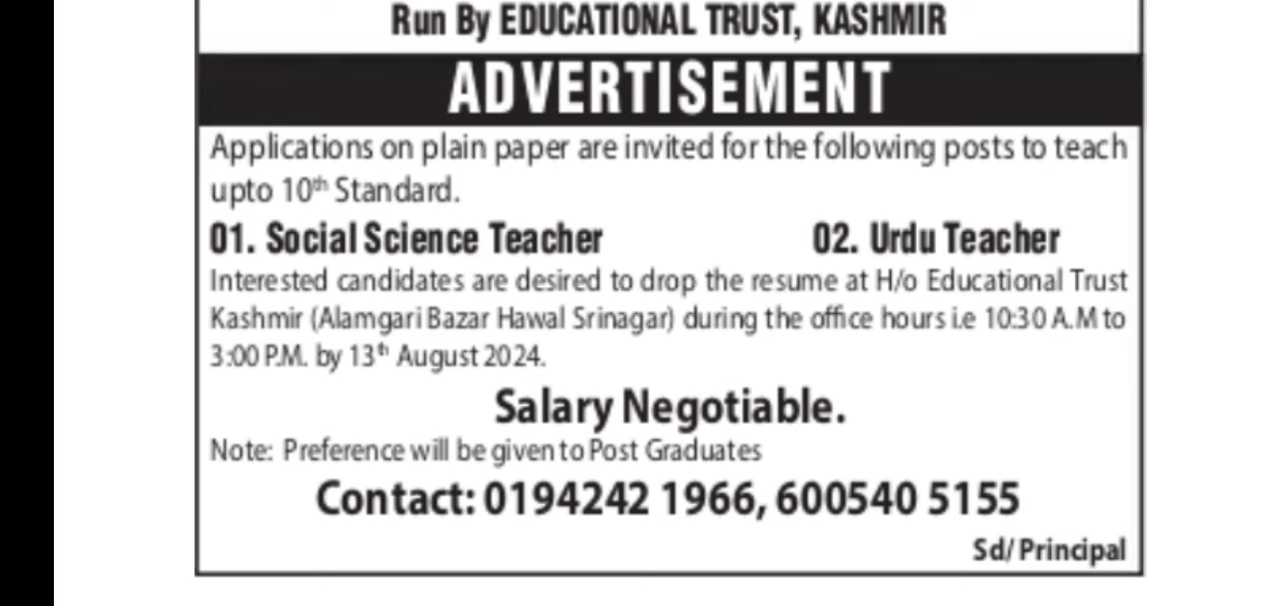 Run By EDUCATIONAL TRUST, KASHMIR
ADVERTISEMENT
Applications on plain paper are invited for the following posts to teach
upto 10th Standard.
01. Social Science Teacher 02. Urdu Teacher
Interested candidates are desired to drop the resume at H/o Educational Trust
Kashmir (Alamgari Bazar Hawal Srinagar) during the office hours i.e 10:30 A.M to
3:00 P.M. by 13th August 2024.
Salary Negotiable.
Note: Preference will be given to Post Graduates
Contact: 0194242 1966, 600540 5155
Sd/ Principal